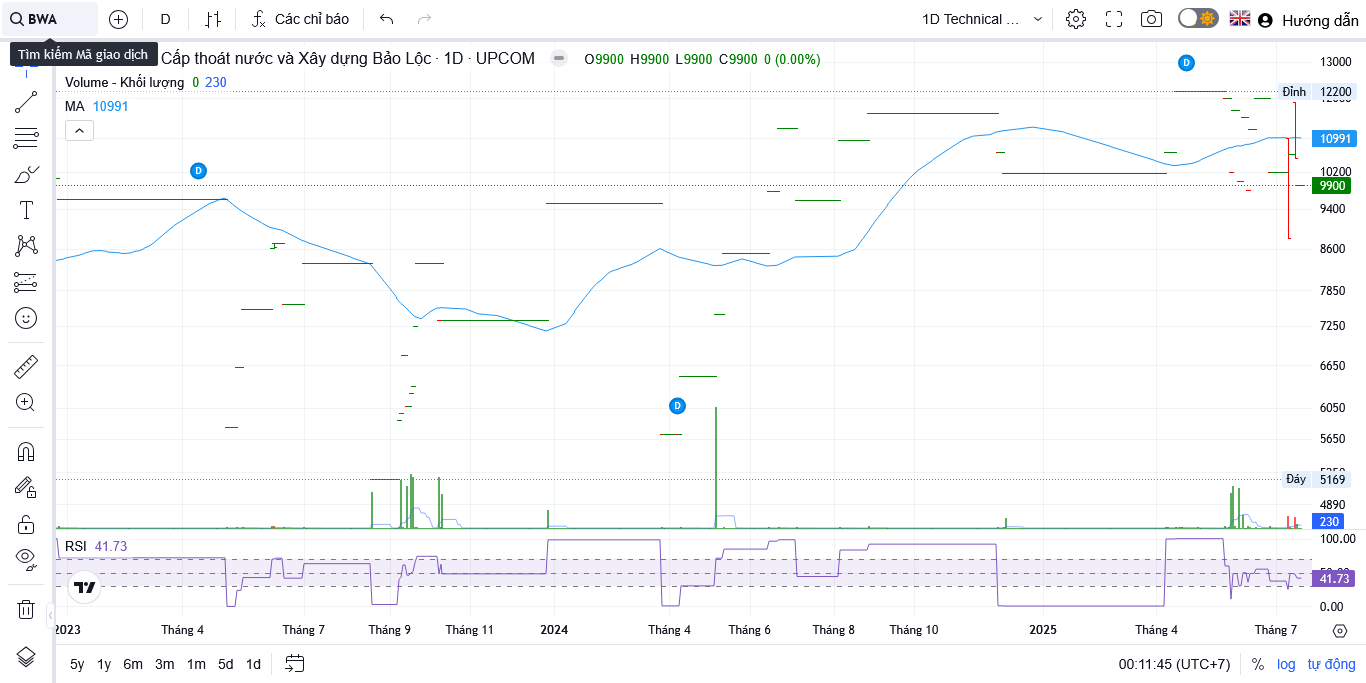 BWA
D
Các chỉ báo
1D Technical ...
Hướng dẫn
Tìm kiếm Mã giao dịch
Cấp thoát nước và Xây dựng Bảo Lộc · 1D · UPCOM
O9900 H9900 L9900 C9900 0 (0.00%)
Volume - Khối lượng 0 230
MA 10991
D
D
D
13000
Đỉnh 12200
10991
10200
9900
9400
8600
7850
7250
6650
6050
5650
Đáy 5169
4890
230
RSI 41.73
100.00
41.73
0.00
2023 Tháng 4 Tháng 7 Tháng 9 Tháng 11 2024 Tháng 4 Tháng 6 Tháng 8 Tháng 10 2025 Tháng 4 Tháng 7
5y 1y 6m 3m 1m 5d 1d
00:11:45 (UTC+7) % log tự động